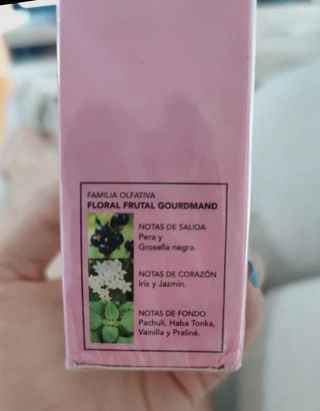 FAMILIA OLFATIVA
FLORAL FRUTAL GOURDMAND
NOTAS DE SALIDA
Pera y
Grosella negra.
NOTAS DE CORAZÓN
Iris y Jazmín.
NOTAS DE FONDO
Pachulí, Haba Tonka,
Vainilla y Praliné.